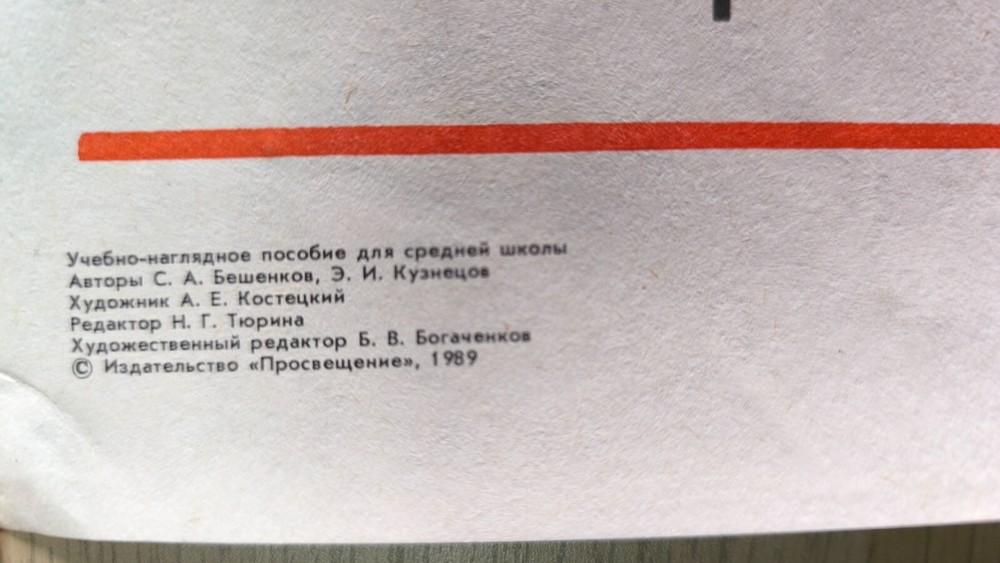 Учебно-наглядное пособие для средней школы
Авторы С. А. Бешенков, Э. И. Кузнецов
Художник А. Е. Костецкий
Редактор Н. Г. Тюрина
Художественный редактор Б. В. Богаченков
© Издательство «Просвещение», 1989